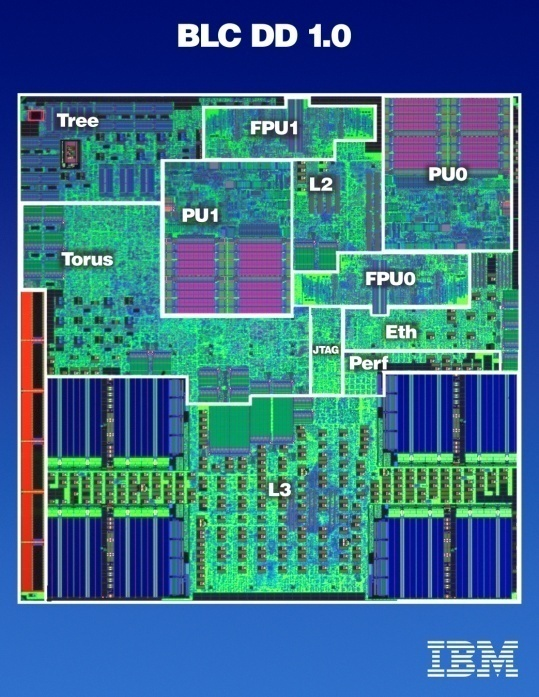 BLC DD 1.0
Tree
FPU1
L2
PU0
PU1
Torus
FPU0
Eth
JTAG
Perf
L3
IBM